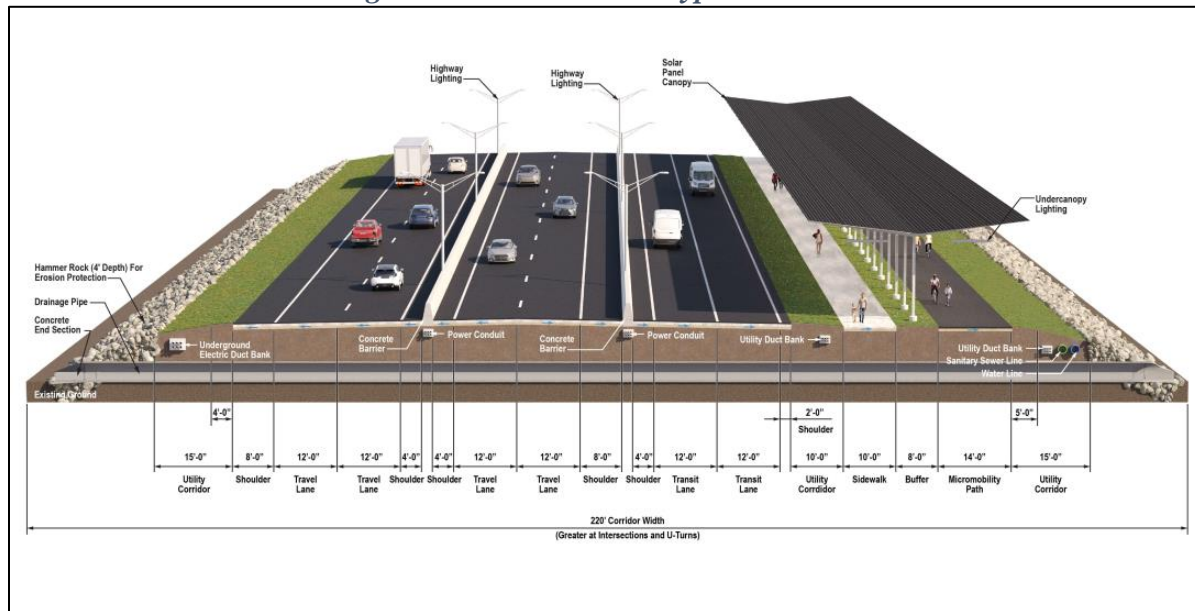 Highway
Lighting
Highway
Lighting
Solar
Panel
Canopy
Undercanopy
Lighting
Hammer Rock (4' Depth) For
Erosion Protection
Drainage Pipe
Concrete
End Section
Underground
Electric Duct Bank
Concrete
Barrier
Power Conduit
Concrete
Barrier
Power Conduit
Utility Duct Bank
Utility Duct Bank
Sanitary Sewer Line
Water Line
Existing Ground
4'-0"
2'-0"
Shoulder
5'-0"
15'-0" 8'-0" 12'-0" 12'-0" 4'-0" 4'-0" 12'-0" 12'-0" 8'-0" 4'-0" 12'-0" 12'-0" 10'-0" 10'-0" 8'-0" 14'-0" 15'-0"
Utility
Corridor
Shoulder
Travel
Lane
Travel
Lane
Shoulder
Shoulder
Travel
Lane
Travel
Lane
Shoulder
Shoulder
Transit
Lane
Transit
Lane
Utility
Corrdidor
Sidewalk
Buffer
Micromobility
Path
Utility
Corridor
220' Corridor Width
(Greater at Intersections and U-Turns)